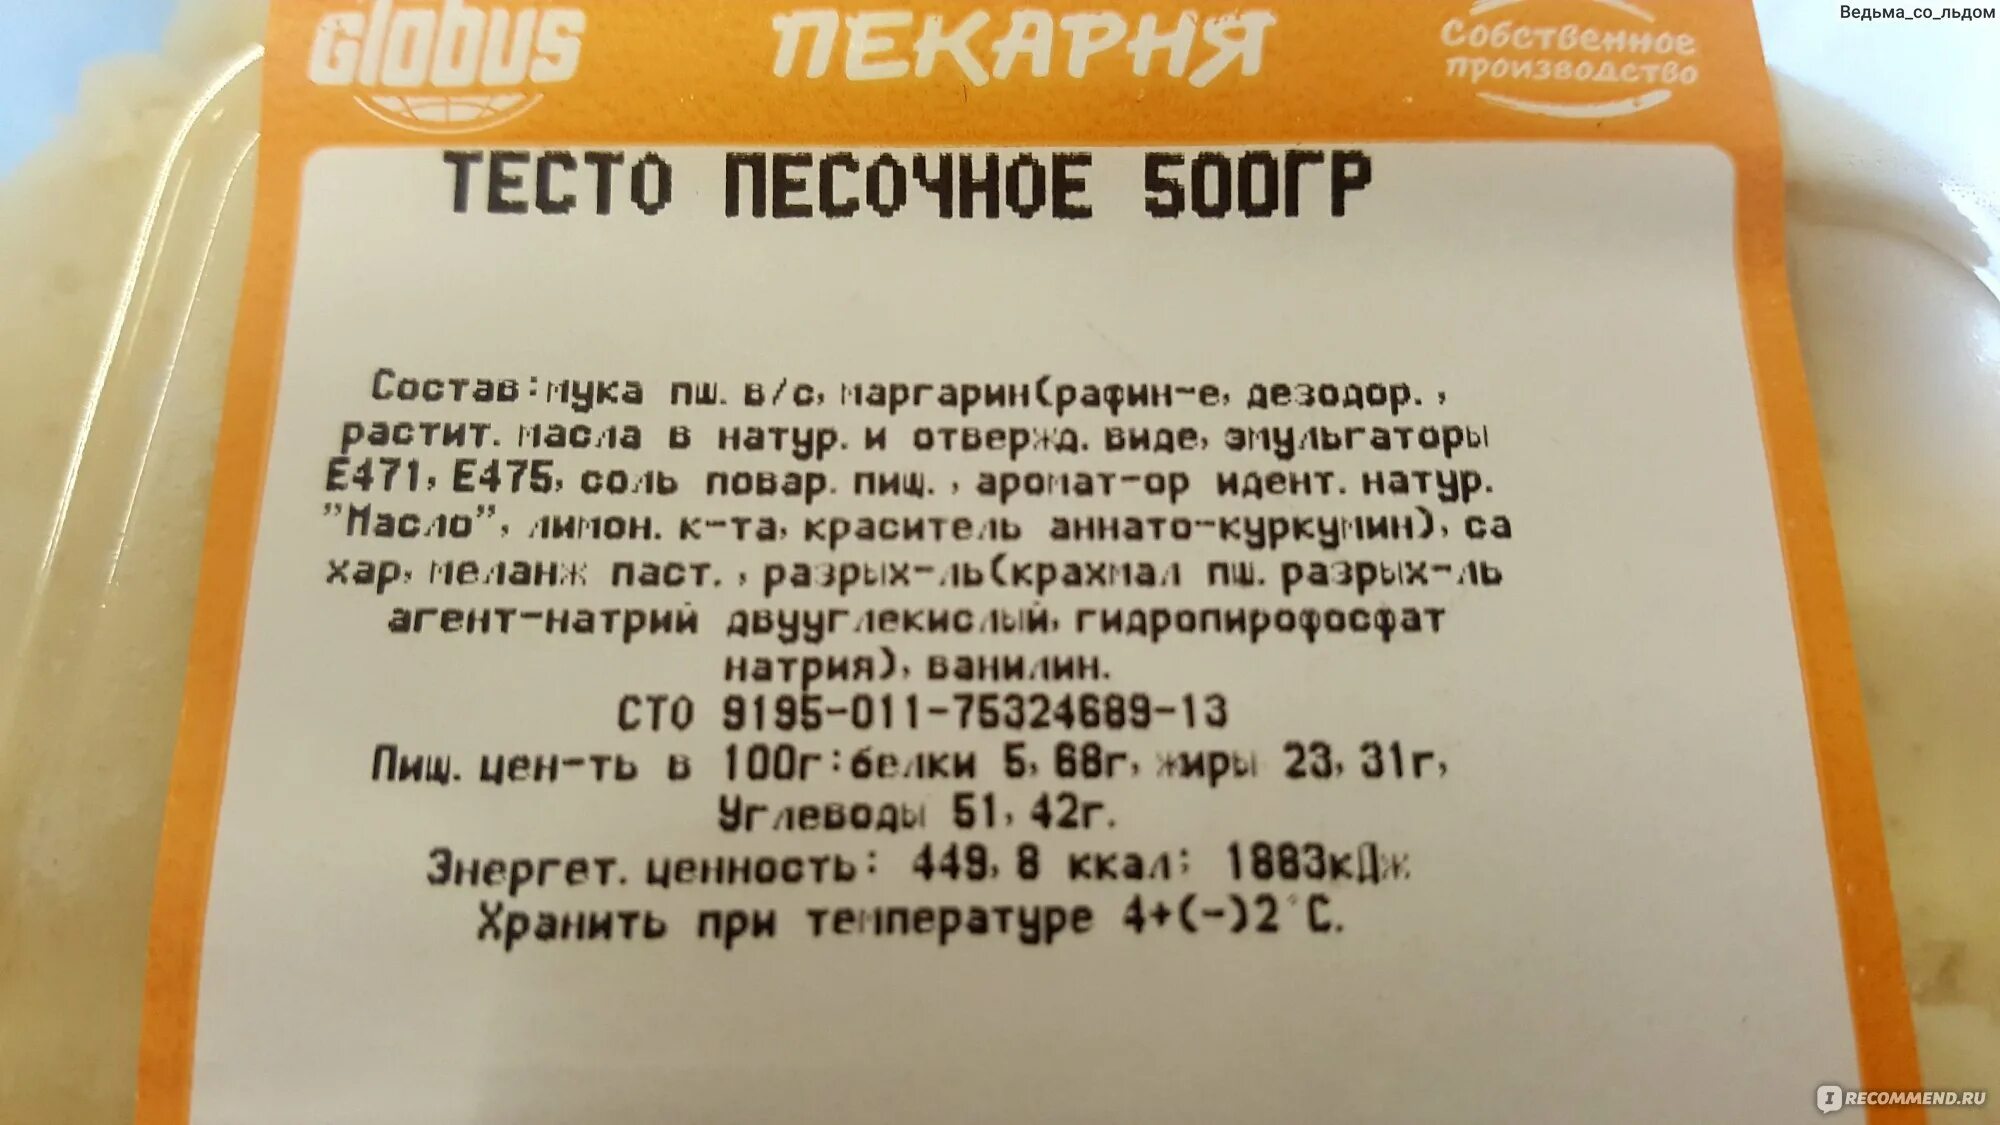 Ведьма_со_льдом
Globus
ПЕКАРНЯ
Собственное
производство
ТЕСТО ПЕСОЧНОЕ 500ГР
Состав:мука пш. в/с, маргарин(рафин-е, дезодор.,
растит. масла в натур. и отвержд. виде, эмульгаторы
Е471, Е475, соль повар. пищ., аромат-ор идент. натур.
"Масло", лимон. к-та, краситель аннато-куркумин), са
хар, меланж паст., разрых-ль(крахмал пш. разрых-ль
агент-натрий двууглекислый, гидропирофосфат
натрия), ванилин.
СТО 9195-011-75324689-13
Пищ. цен-ть в 100г:белки 5,68г, жиры 23,31г,
Углеводы 51,42г.
Энергет. ценность: 449,8 ккал; 1883кДж
Хранить при температуре 4+(-)2°С.
I RECOMMEND.RU